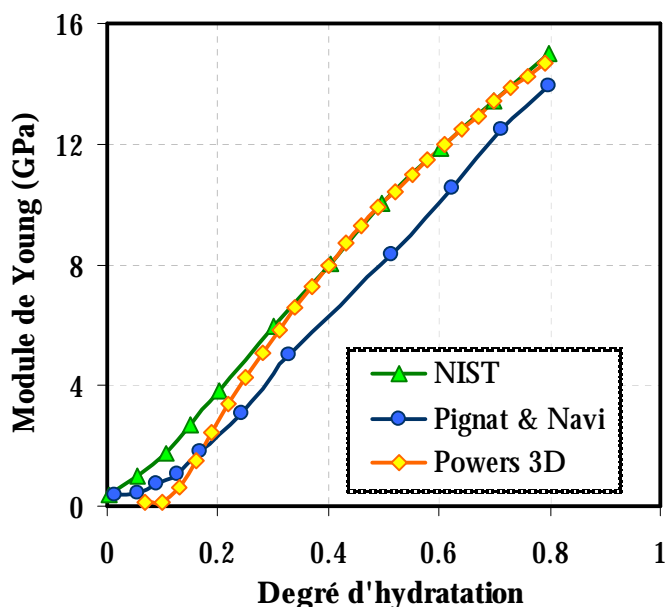 16
12
8
4
0
Module de Young (GPa)
NIST
Pignat & Navi
Powers 3D
0
0.2
0.4
0.6
0.8
1
Degré d'hydratation